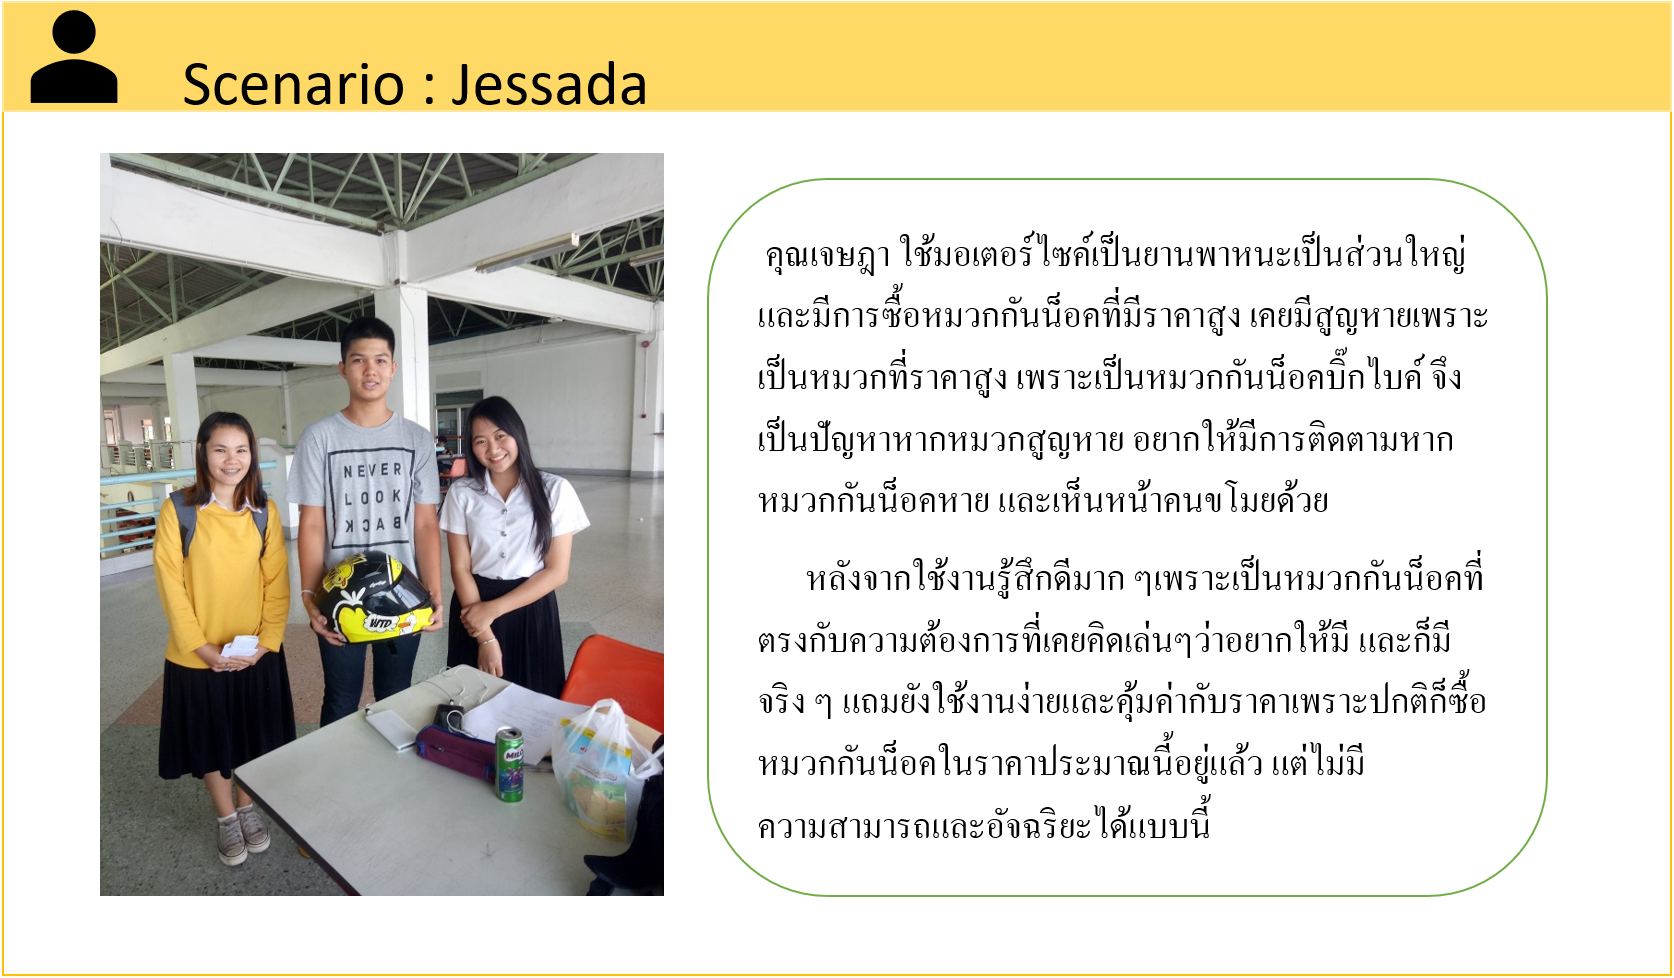 Scenario : Jessada
NEVER
LOOK
BACK
WTD
MILO
คุณเจษฎา ใช้มอเตอร์ไซค์เป็นยานพาหนะเป็นส่วนใหญ่
และมีการซื้อหมวกกันน็อคที่มีราคาสูง เคยมีสูญหายเพราะ
เป็นหมวกที่ราคาสูง เพราะเป็นหมวกกันน็อคบิ๊กไบค์ จึง
เป็นปัญหาหากหมวกสูญหาย อยากให้มีการติดตามหาก
หมวกกันน็อคหาย และเห็นหน้าคนขโมยด้วย
หลังจากใช้งานรู้สึกดีมาก ๆเพราะเป็นหมวกกันน็อคที่
ตรงกับความต้องการที่เคยคิดเล่นๆว่าอยากให้มี และก็มี
จริง ๆ แถมยังใช้งานง่ายและคุ้มค่ากับราคาเพราะปกติก็ซื้อ
หมวกกันน็อคในราคาประมาณนี้อยู่แล้ว แต่ไม่มี
ความสามารถและอัจฉริยะได้แบบนี้